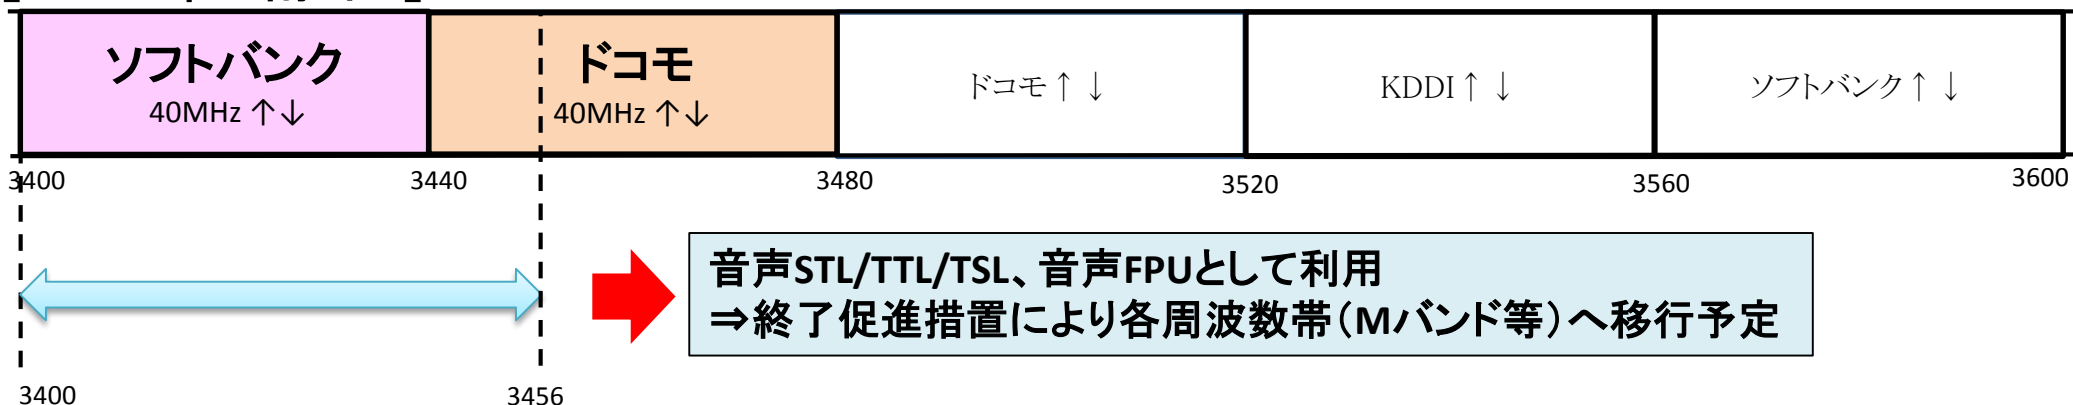 ソフトバンク
40MHz ↑↓
ドコモ
40MHz ↑↓
ドコモ↑↓
KDDI↑↓
ソフトバンク↑↓
3400
3440
3480
3520
3560
3600
音声STL/TTL/TSL、音声FPUとして利用
⇒終了促進措置により各周波数帯（Mバンド等）へ移行予定
3400
3456